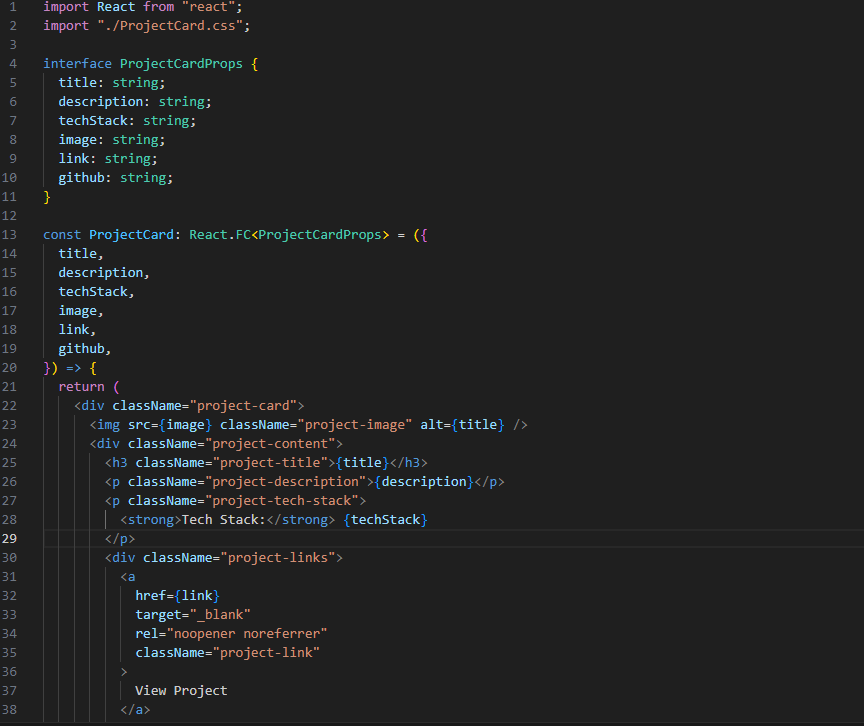 1 import React from "react";
2 import "./ProjectCard.css";
3
4 interface ProjectCardProps {
5   title: string;
6   description: string;
7   techStack: string;
8   image: string;
9   link: string;
10   github: string;
11 }
12
13 const ProjectCard: React.FC<ProjectCardProps> = ({
14   title,
15   description,
16   techStack,
17   image,
18   link,
19   github,
20 }) => {
21   return (
22     <div className="project-card">
23       <img src={image} className="project-image" alt={title} />
24       <div className="project-content">
25         <h3 className="project-title">{title}</h3>
26         <p className="project-description">{description}</p>
27         <p className="project-tech-stack">
28           <strong>Tech Stack:</strong> {techStack}
29         </p>
30         <div className="project-links">
31           <a
32             href={link}
33             target="_blank"
34             rel="noopener noreferrer"
35             className="project-link"
36           >
37             View Project
38           </a>